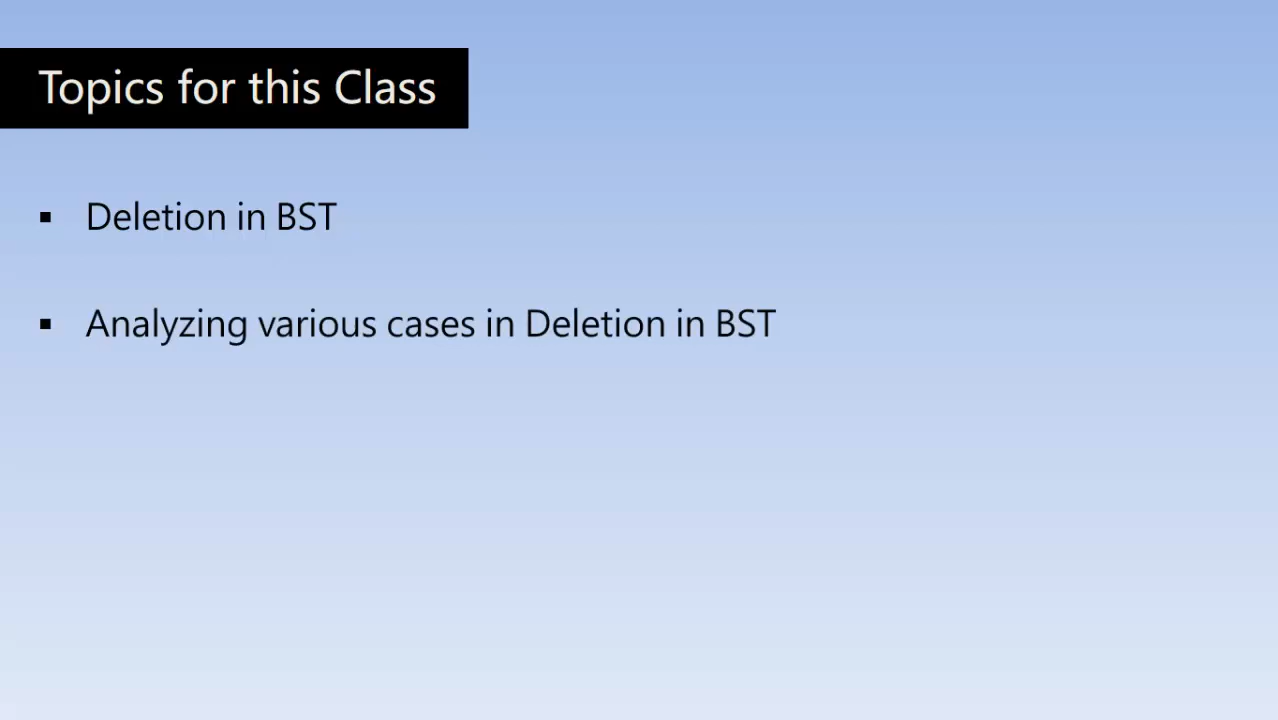 Topics for this Class
▪ Deletion in BST
▪ Analyzing various cases in Deletion in BST